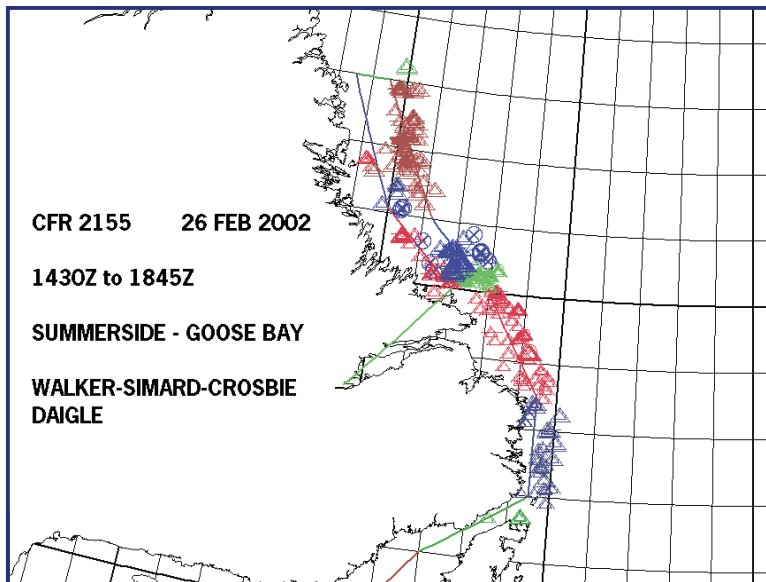 CFR 2155 26 FEB 2002
1430Z to 1845Z
SUMMERSIDE - GOOSE BAY
WALKER-SIMARD-CROSBIE
DAIGLE